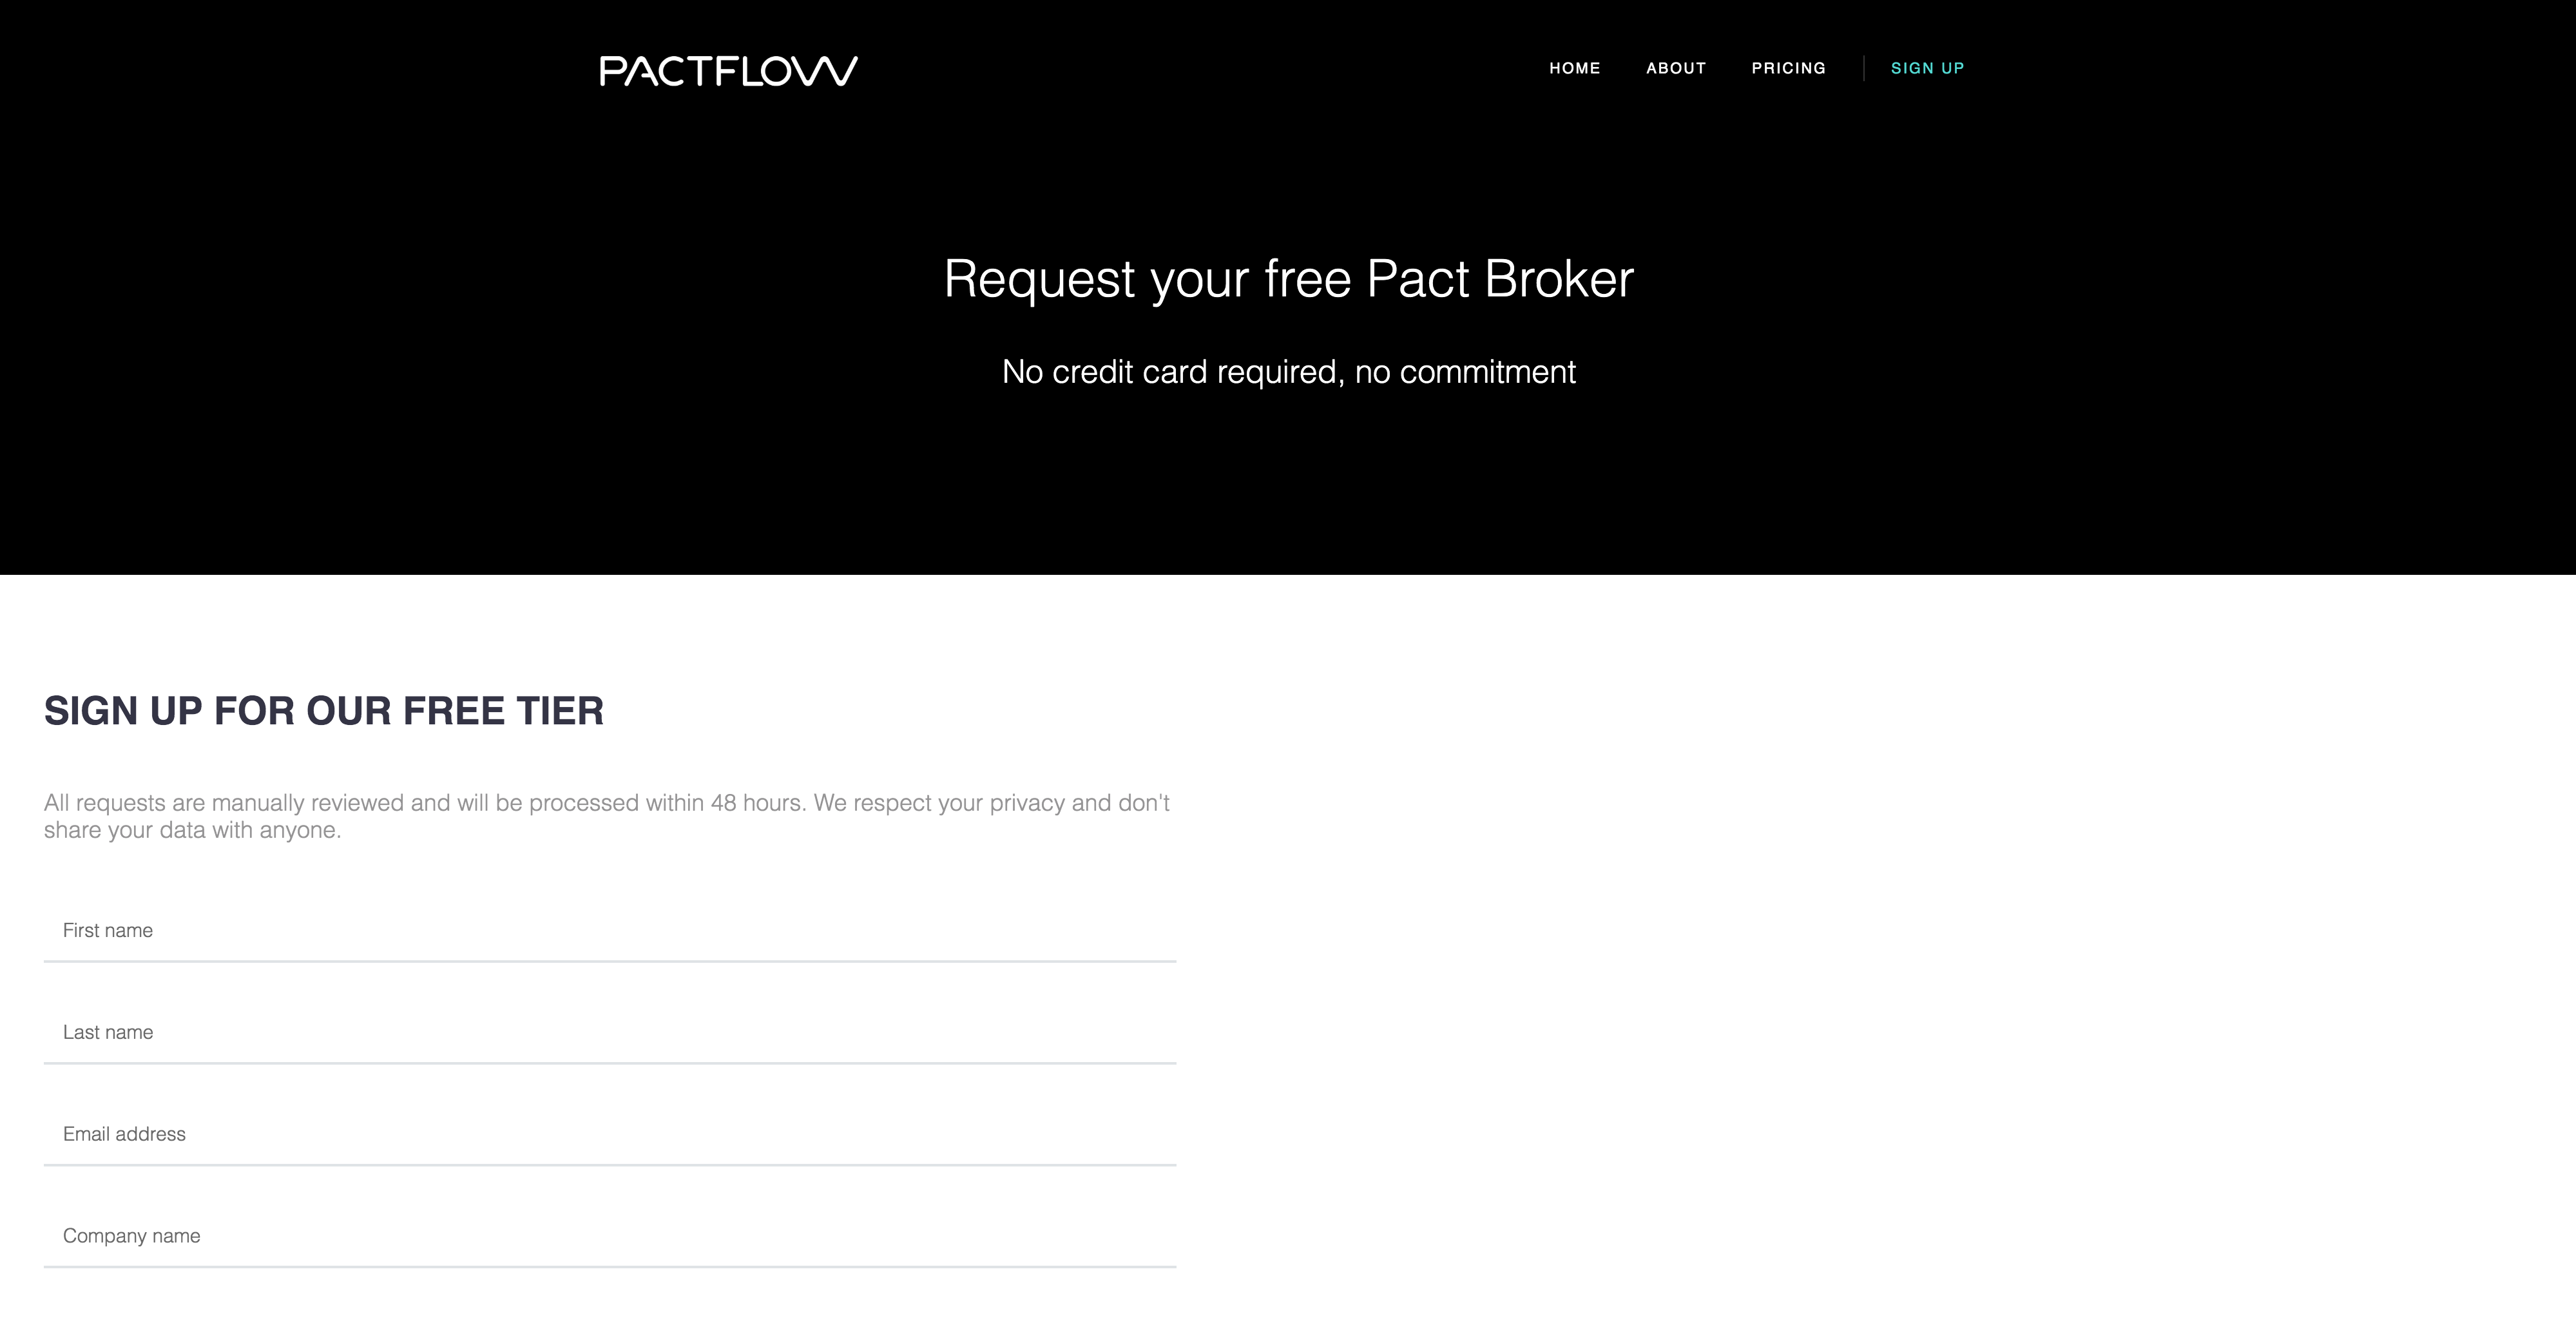 PACTFLOW
HOME ABOUT PRICING SIGN UP
Request your free Pact Broker
No credit card required, no commitment
SIGN UP FOR OUR FREE TIER
All requests are manually reviewed and will be processed within 48 hours. We respect your privacy and don't
share your data with anyone.
First name
Last name
Email address
Company name